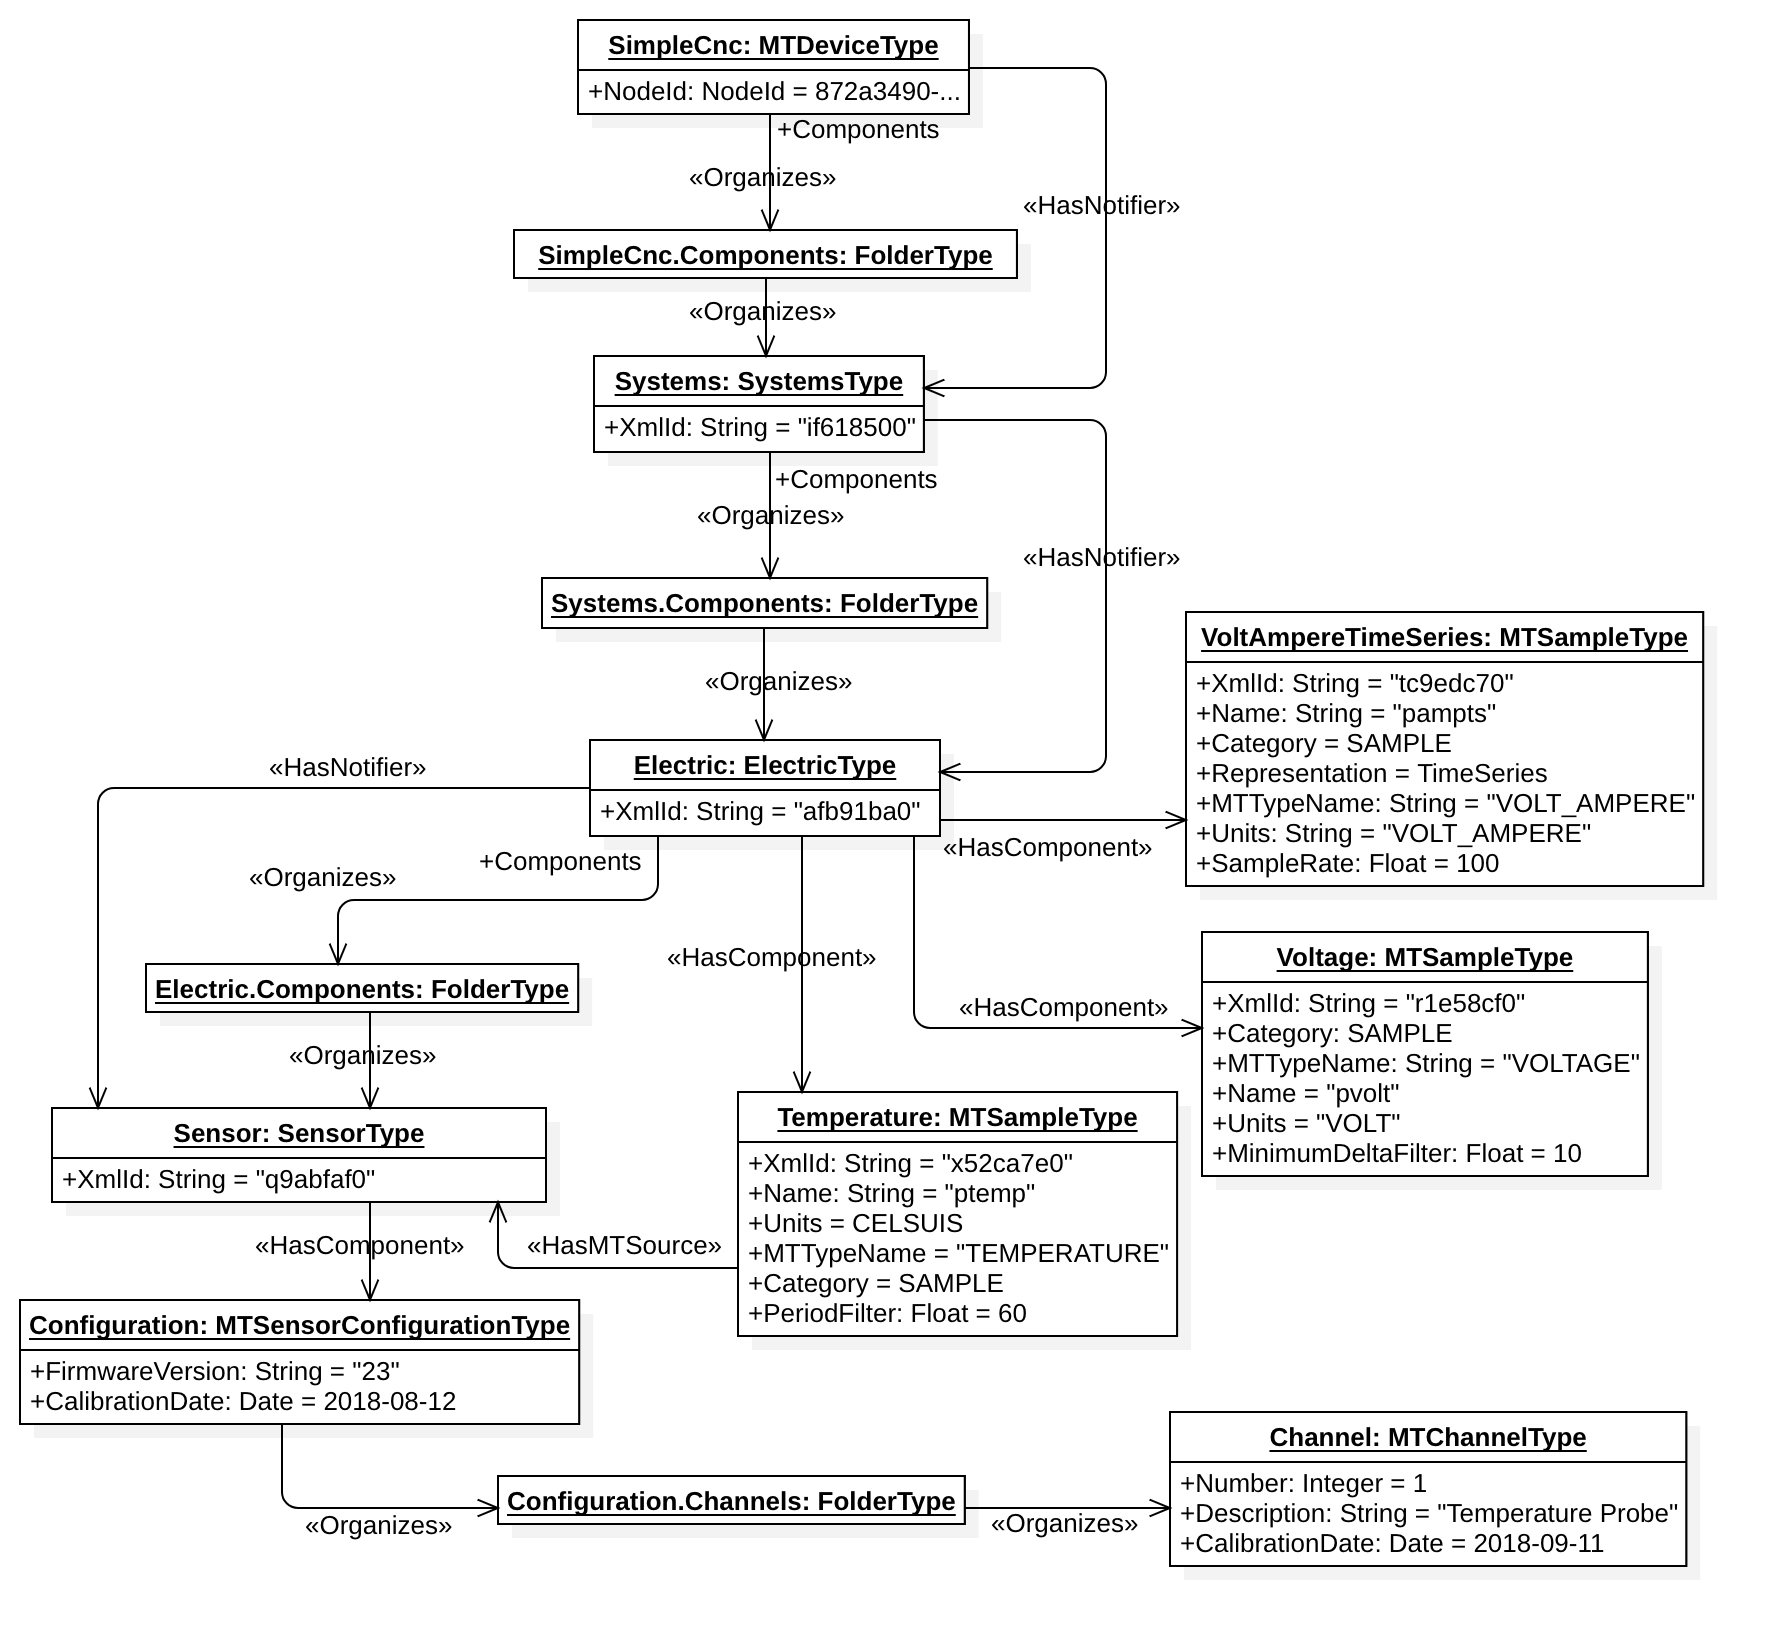 SimpleCnc: MTDeviceType
+NodeId: NodeId = 872a3490-...
+Components
«Organizes»
«HasNotifier»
SimpleCnc.Components: FolderType
«Organizes»
Systems: SystemsType
+XmlId: String = "if618500"
+Components
«Organizes»
«HasNotifier»
Systems.Components: FolderType
«Organizes»
VoltAmpereTimeSeries: MTSampleType
+XmlId: String = "tc9edc70"
+Name: String = "pampts"
+Category = SAMPLE
+Representation = TimeSeries
+MTTypeName: String = "VOLT_AMPERE"
+Units: String = "VOLT_AMPERE"
+SampleRate: Float = 100
Electric: ElectricType
+XmlId: String = "afb91ba0"
«HasNotifier»
«HasComponent»
+Components
«Organizes»
«HasComponent»
«HasComponent»
Voltage: MTSampleType
+XmlId: String = "r1e58cf0"
+Category: SAMPLE
+MTTypeName: String = "VOLTAGE"
+Name = "pvolt"
+Units = "VOLT"
+MinimumDeltaFilter: Float = 10
Electric.Components: FolderType
«Organizes»
Sensor: SensorType
+XmlId: String = "q9abfaf0"
Temperature: MTSampleType
+XmlId: String = "x52ca7e0"
+Name: String = "ptemp"
+Units = CELSUIS
+MTTypeName = "TEMPERATURE"
+Category = SAMPLE
+PeriodFilter: Float = 60
«HasComponent»
«HasMTSource»
Configuration: MTSensorConfigurationType
+FirmwareVersion: String = "23"
+CalibrationDate: Date = 2018-08-12
«Organizes»
Configuration.Channels: FolderType
«Organizes»
Channel: MTChannelType
+Number: Integer = 1
+Description: String = "Temperature Probe"
+CalibrationDate: Date = 2018-09-11